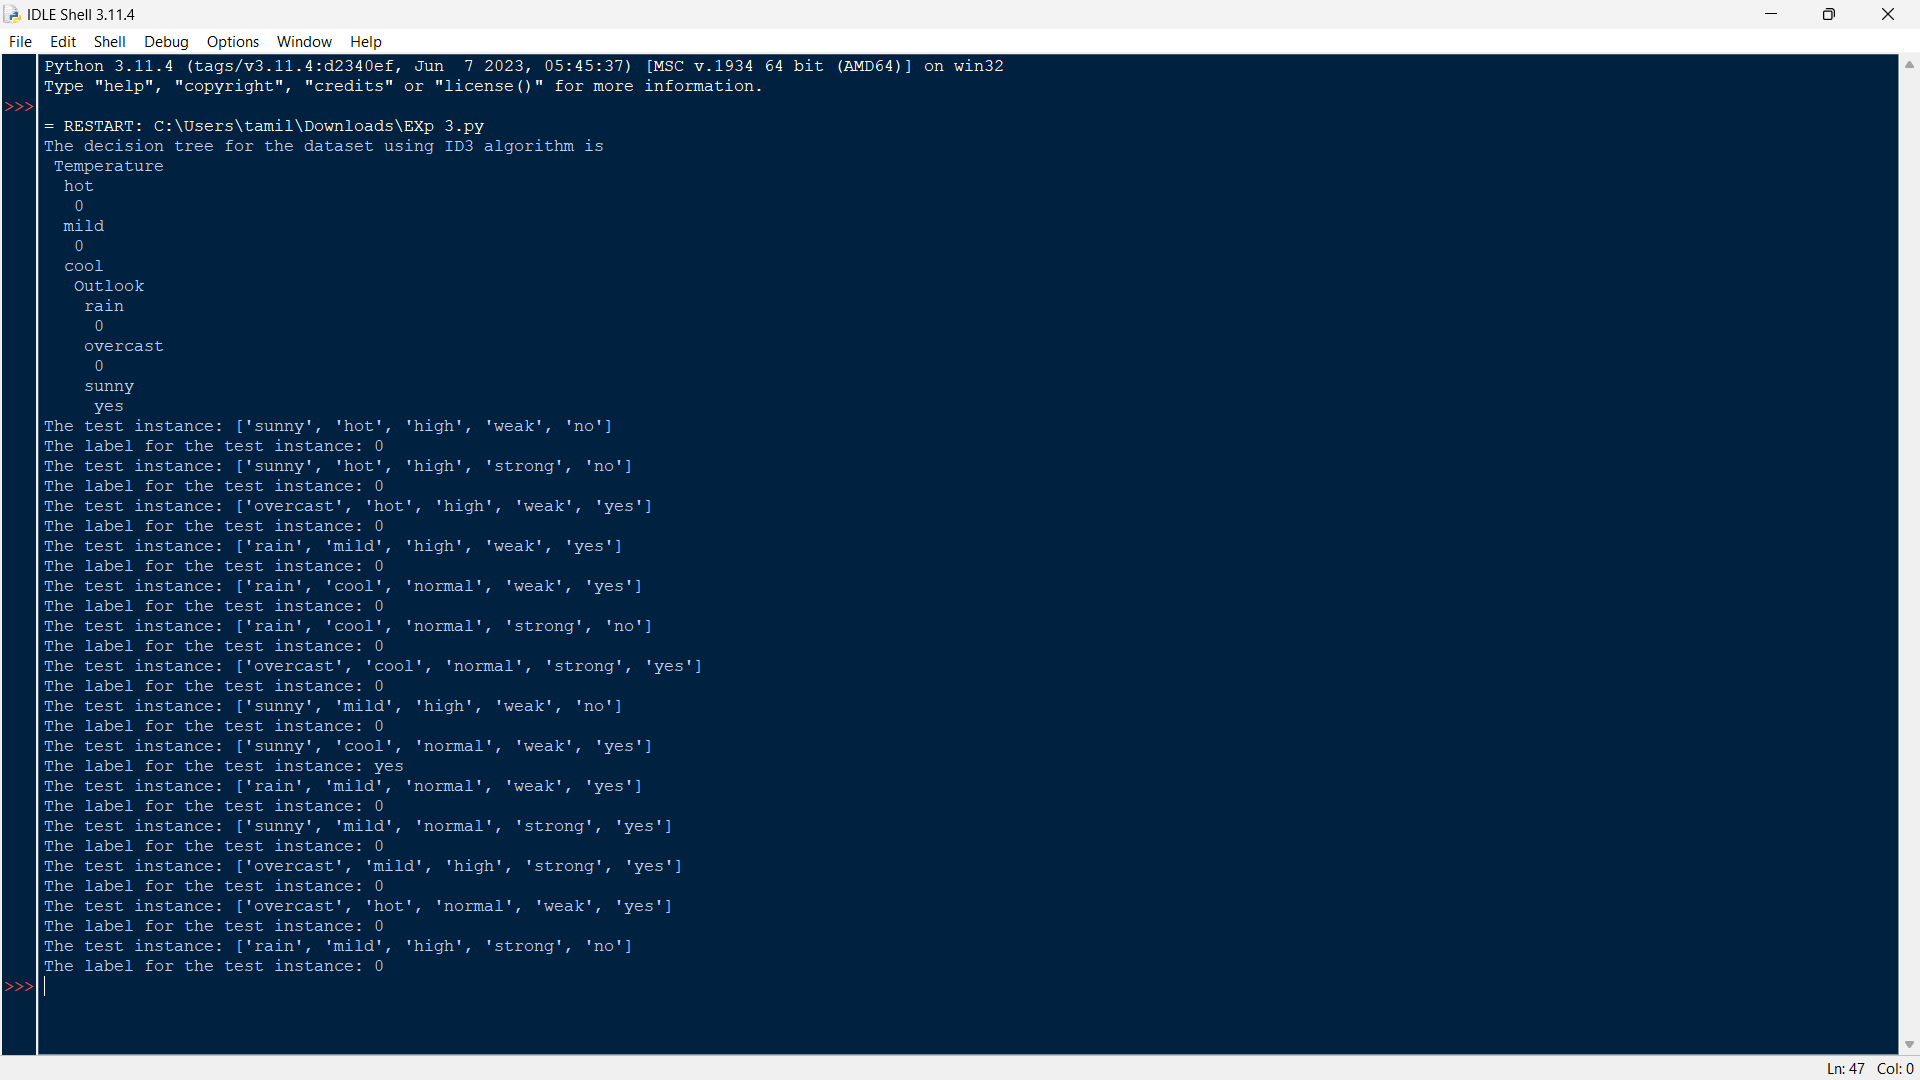 IDLE Shell 3.11.4
File Edit Shell Debug Options Window Help
Python 3.11.4 (tags/v3.11.4:d2340ef, Jun  7 2023, 05:45:37) [MSC v.1934 64 bit (AMD64)] on win32
Type "help", "copyright", "credits" or "license()" for more information.
>>>
= RESTART: C:\Users\tamil\Downloads\EXp 3.py
The decision tree for the dataset using ID3 algorithm is
 Temperature
  hot
   0
  mild
   0
  cool
   Outlook
    rain
     0
    overcast
     0
    sunny
     yes
The test instance: ['sunny', 'hot', 'high', 'weak', 'no']
The label for the test instance: 0
The test instance: ['sunny', 'hot', 'high', 'strong', 'no']
The label for the test instance: 0
The test instance: ['overcast', 'hot', 'high', 'weak', 'yes']
The label for the test instance: 0
The test instance: ['rain', 'mild', 'high', 'weak', 'yes']
The label for the test instance: 0
The test instance: ['rain', 'cool', 'normal', 'weak', 'yes']
The label for the test instance: 0
The test instance: ['rain', 'cool', 'normal', 'strong', 'no']
The label for the test instance: 0
The test instance: ['overcast', 'cool', 'normal', 'strong', 'yes']
The label for the test instance: 0
The test instance: ['sunny', 'mild', 'high', 'weak', 'no']
The label for the test instance: 0
The test instance: ['sunny', 'cool', 'normal', 'weak', 'yes']
The label for the test instance: yes
The test instance: ['rain', 'mild', 'normal', 'weak', 'yes']
The label for the test instance: 0
The test instance: ['sunny', 'mild', 'normal', 'strong', 'yes']
The label for the test instance: 0
The test instance: ['overcast', 'mild', 'high', 'strong', 'yes']
The label for the test instance: 0
The test instance: ['overcast', 'hot', 'normal', 'weak', 'yes']
The label for the test instance: 0
The test instance: ['rain', 'mild', 'high', 'strong', 'no']
The label for the test instance: 0
>>>
Ln: 47 Col: 0